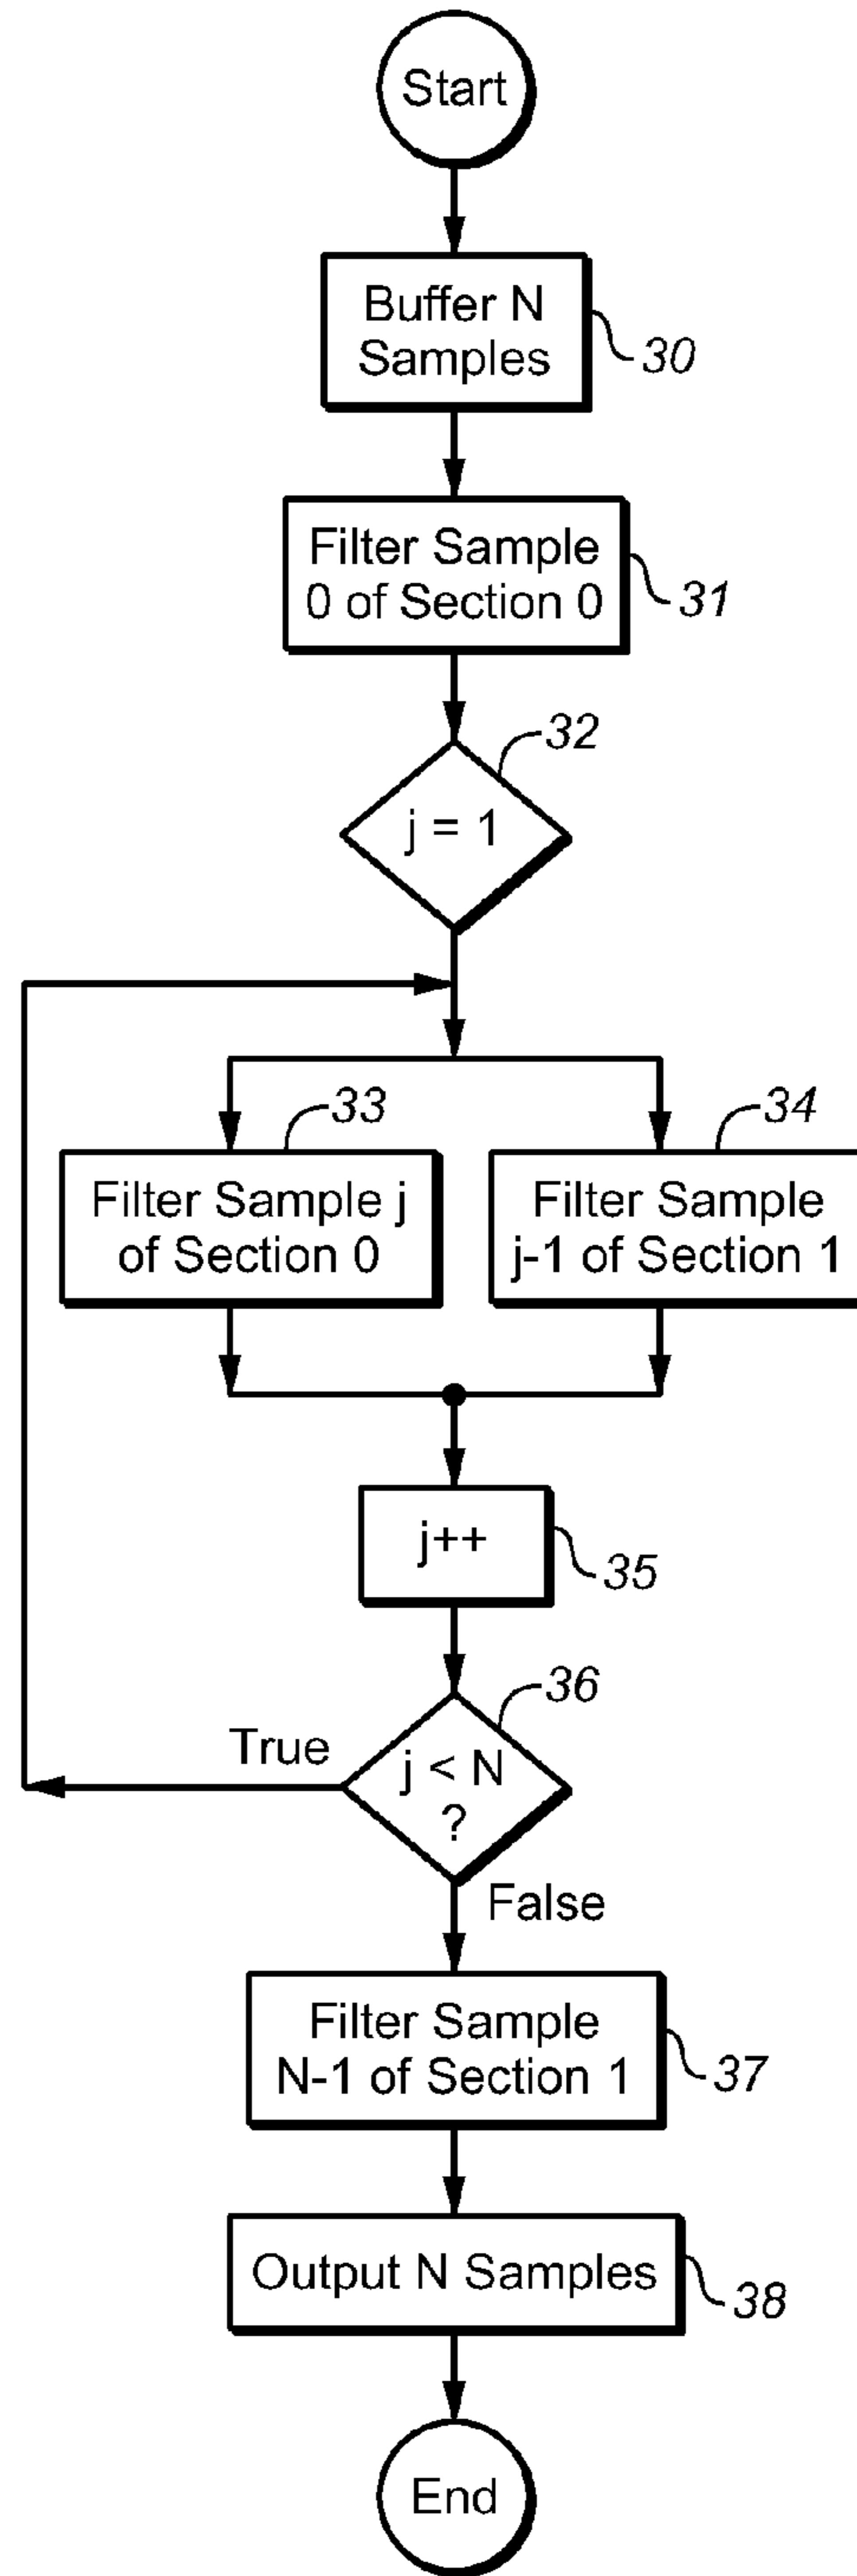 Start
Buffer N
Samples
30
Filter Sample
0 of Section 0
31
32
j = 1
33
34
Filter Sample j
of Section 0
Filter Sample
j-1 of Section 1
j++
35
36
True
j < N
?
False
Filter Sample
N-1 of Section 1
37
Output N Samples
38
End